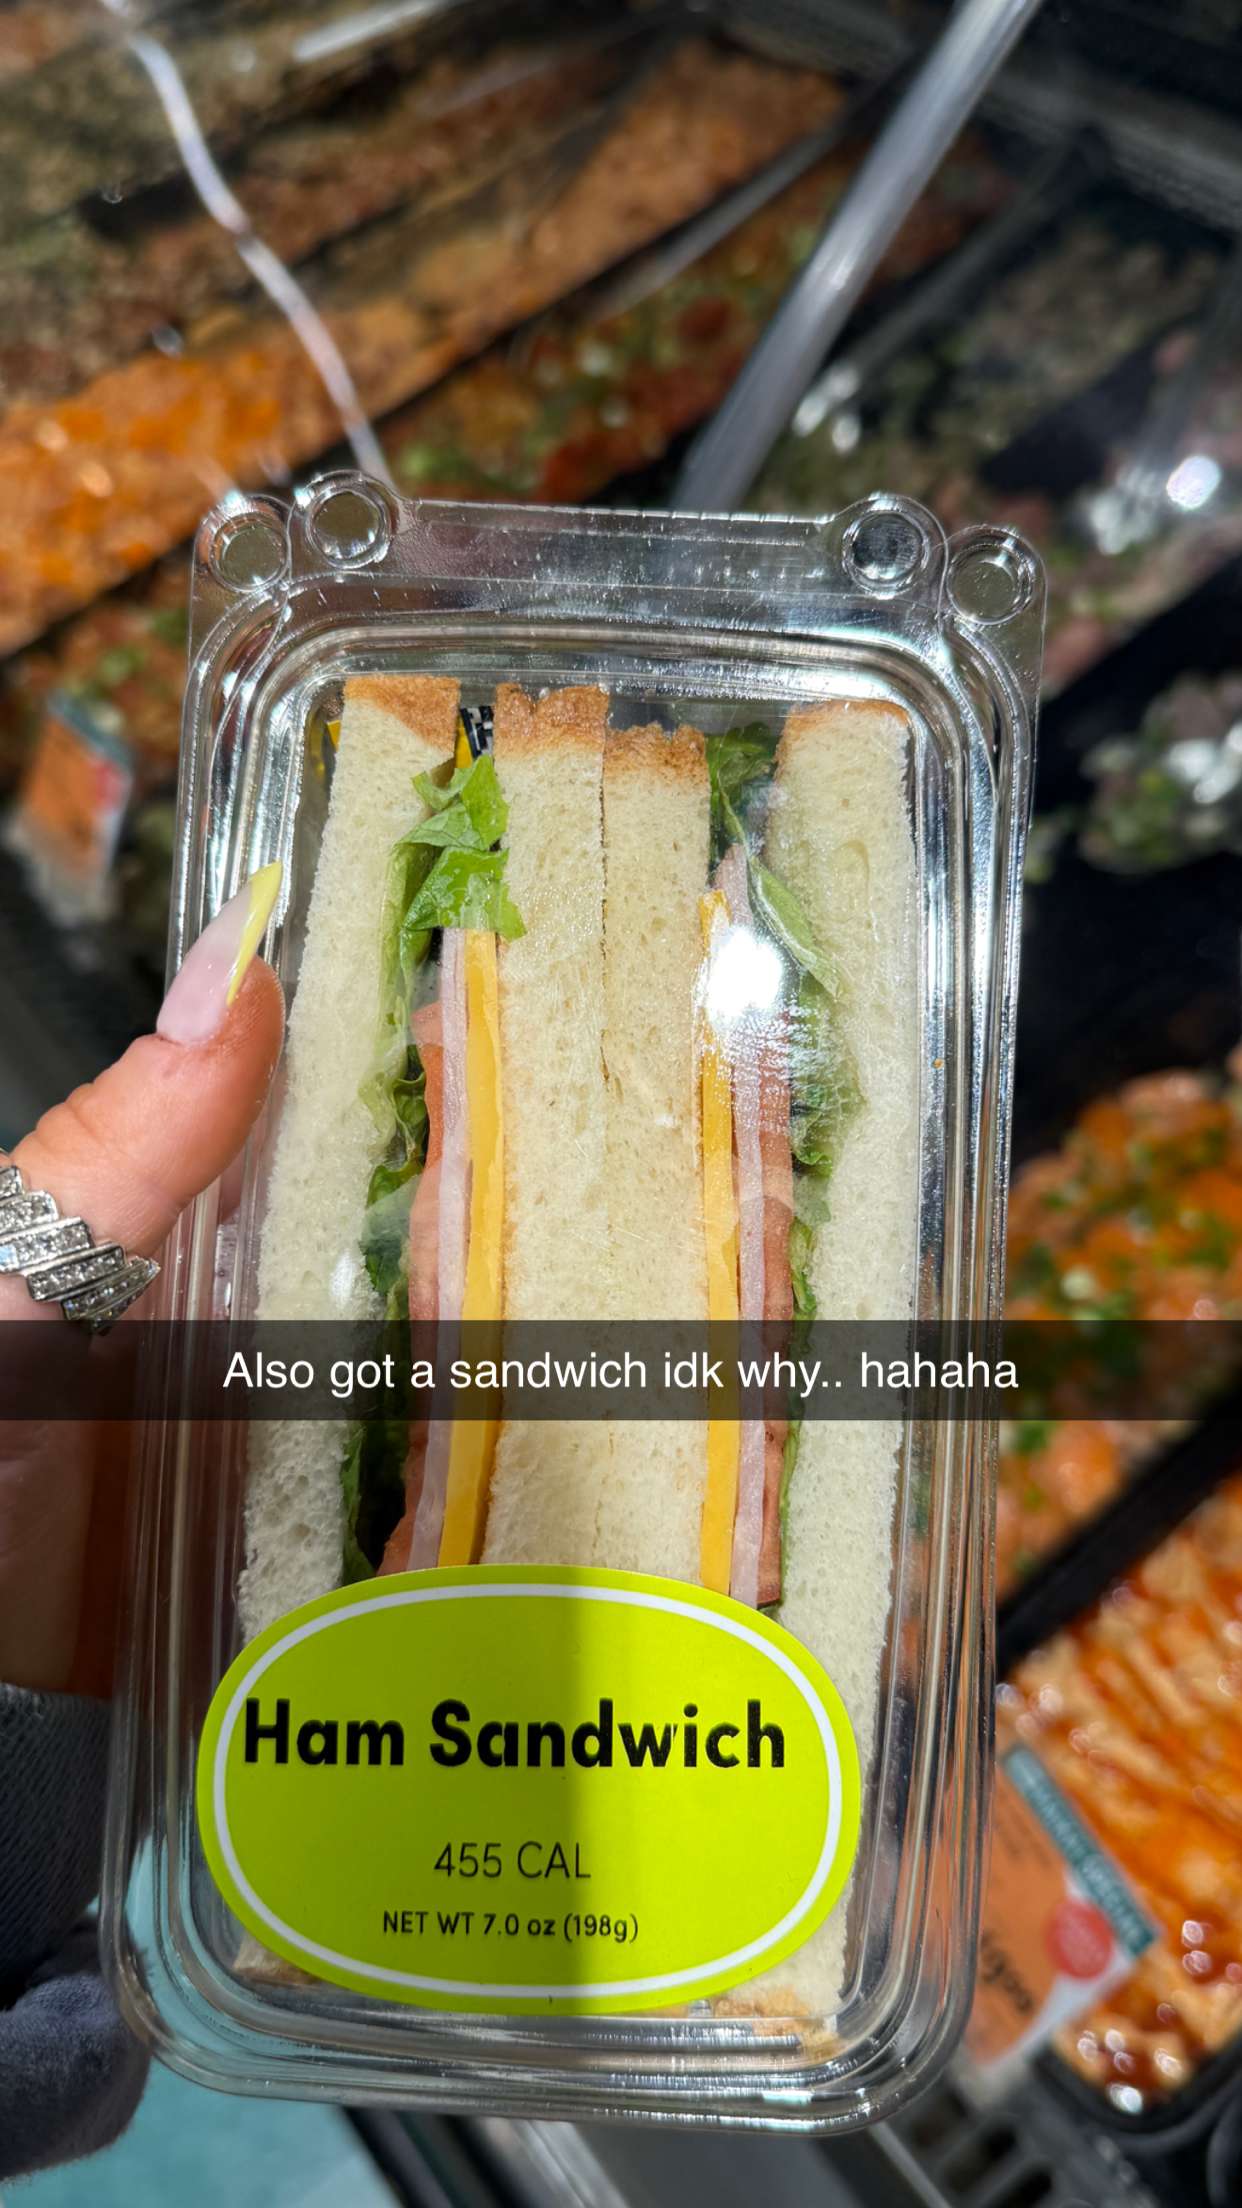 Also got a sandwich idk why.. hahaha
Ham Sandwich
455 CAL
NET WT 7.0 oz (198g)